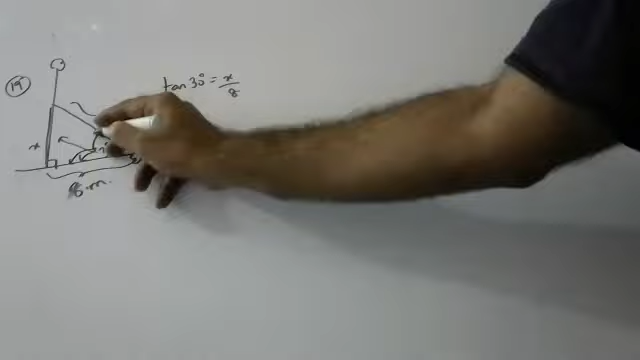 19
tan 30° = x/8
x
8 m.